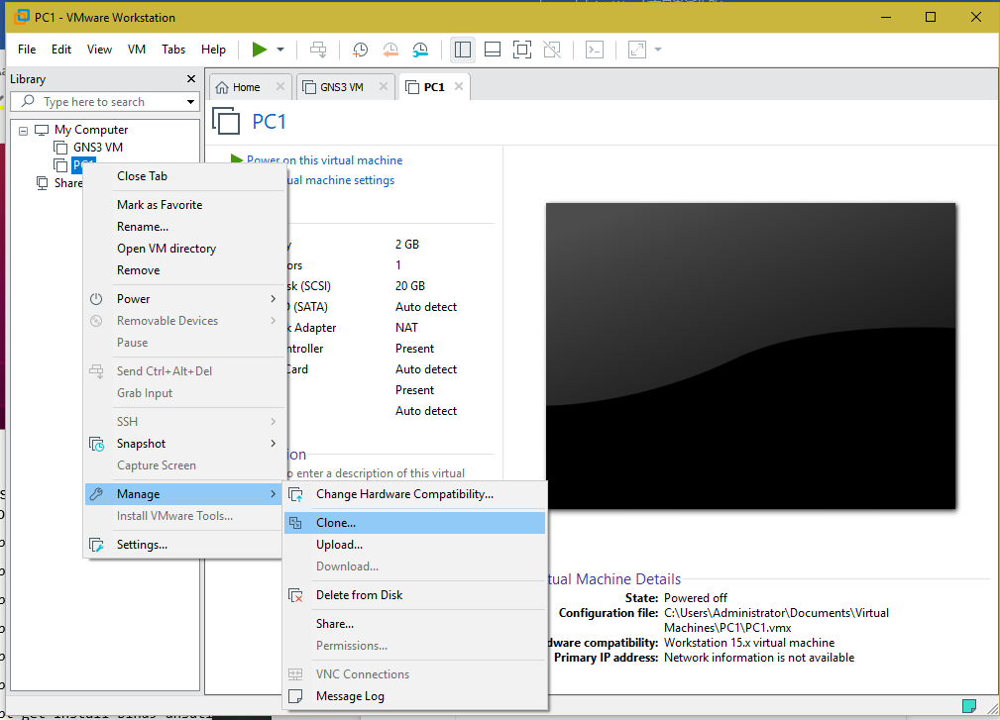 PC1 - VMware Workstation
File Edit View VM Tabs Help
Library
Type here to search
Home
GNS3 VM
PC1
My Computer
GNS3 VM
PC1
Share
PC1
Power on this virtual machine
ual machine settings
Close Tab
Mark as Favorite
Rename...
Open VM directory
Remove
Power
Removable Devices
Pause
Send Ctrl+Alt+Del
Grab Input
SSH
Snapshot
Capture Screen
Manage
Install VMware Tools...
Settings...
y 2 GB
ors 1
sk (SCSI) 20 GB
O (SATA) Auto detect
k Adapter NAT
ntroller Present
Card Auto detect
Present
Auto detect
ion
o enter a description of this virtual
Change Hardware Compatibility...
Clone...
Upload...
Download...
Delete from Disk
Share...
Permissions...
VNC Connections
Message Log
tual Machine Details
State: Powered off
Configuration file: C:\Users\Administrator\Documents\Virtual
Machines\PC1\PC1.vmx
dware compatibility: Workstation 15.x virtual machine
Primary IP address: Network information is not available